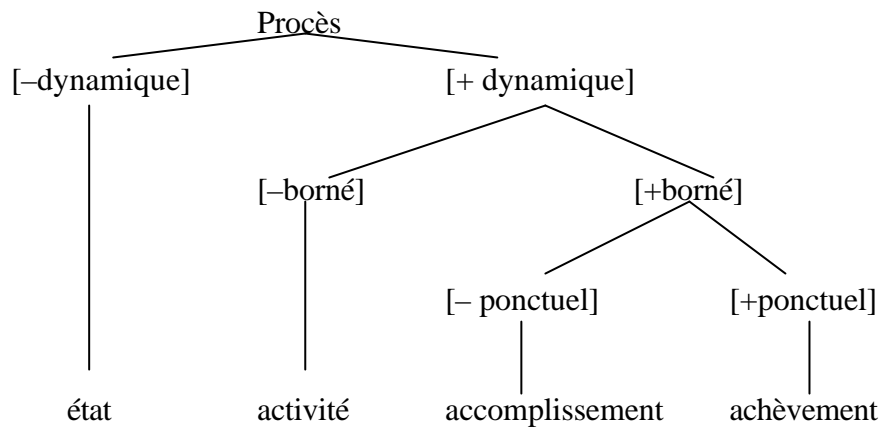 Procès
[–dynamique] [+ dynamique]
[–borné] [+borné]
[– ponctuel] [+ponctuel]
état activité accomplissement achèvement